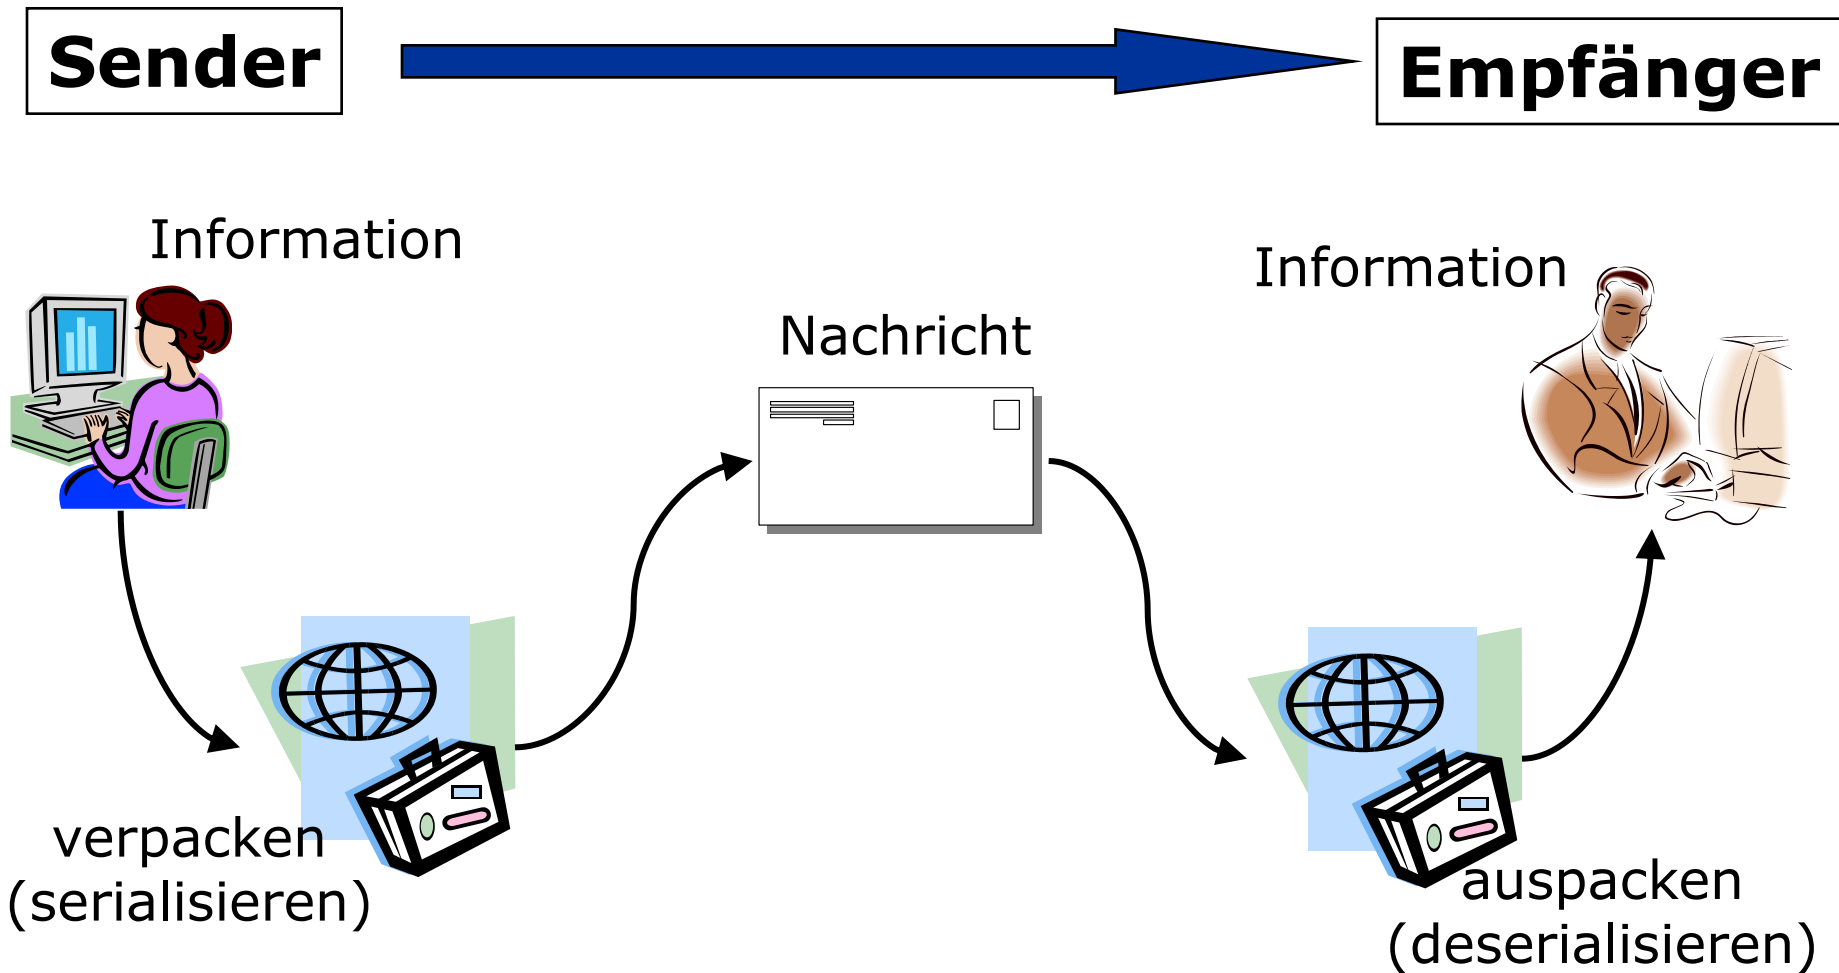 Sender
Empfänger
Information
Information
Nachricht
verpacken
(serialisieren)
auspacken
(deserialisieren)